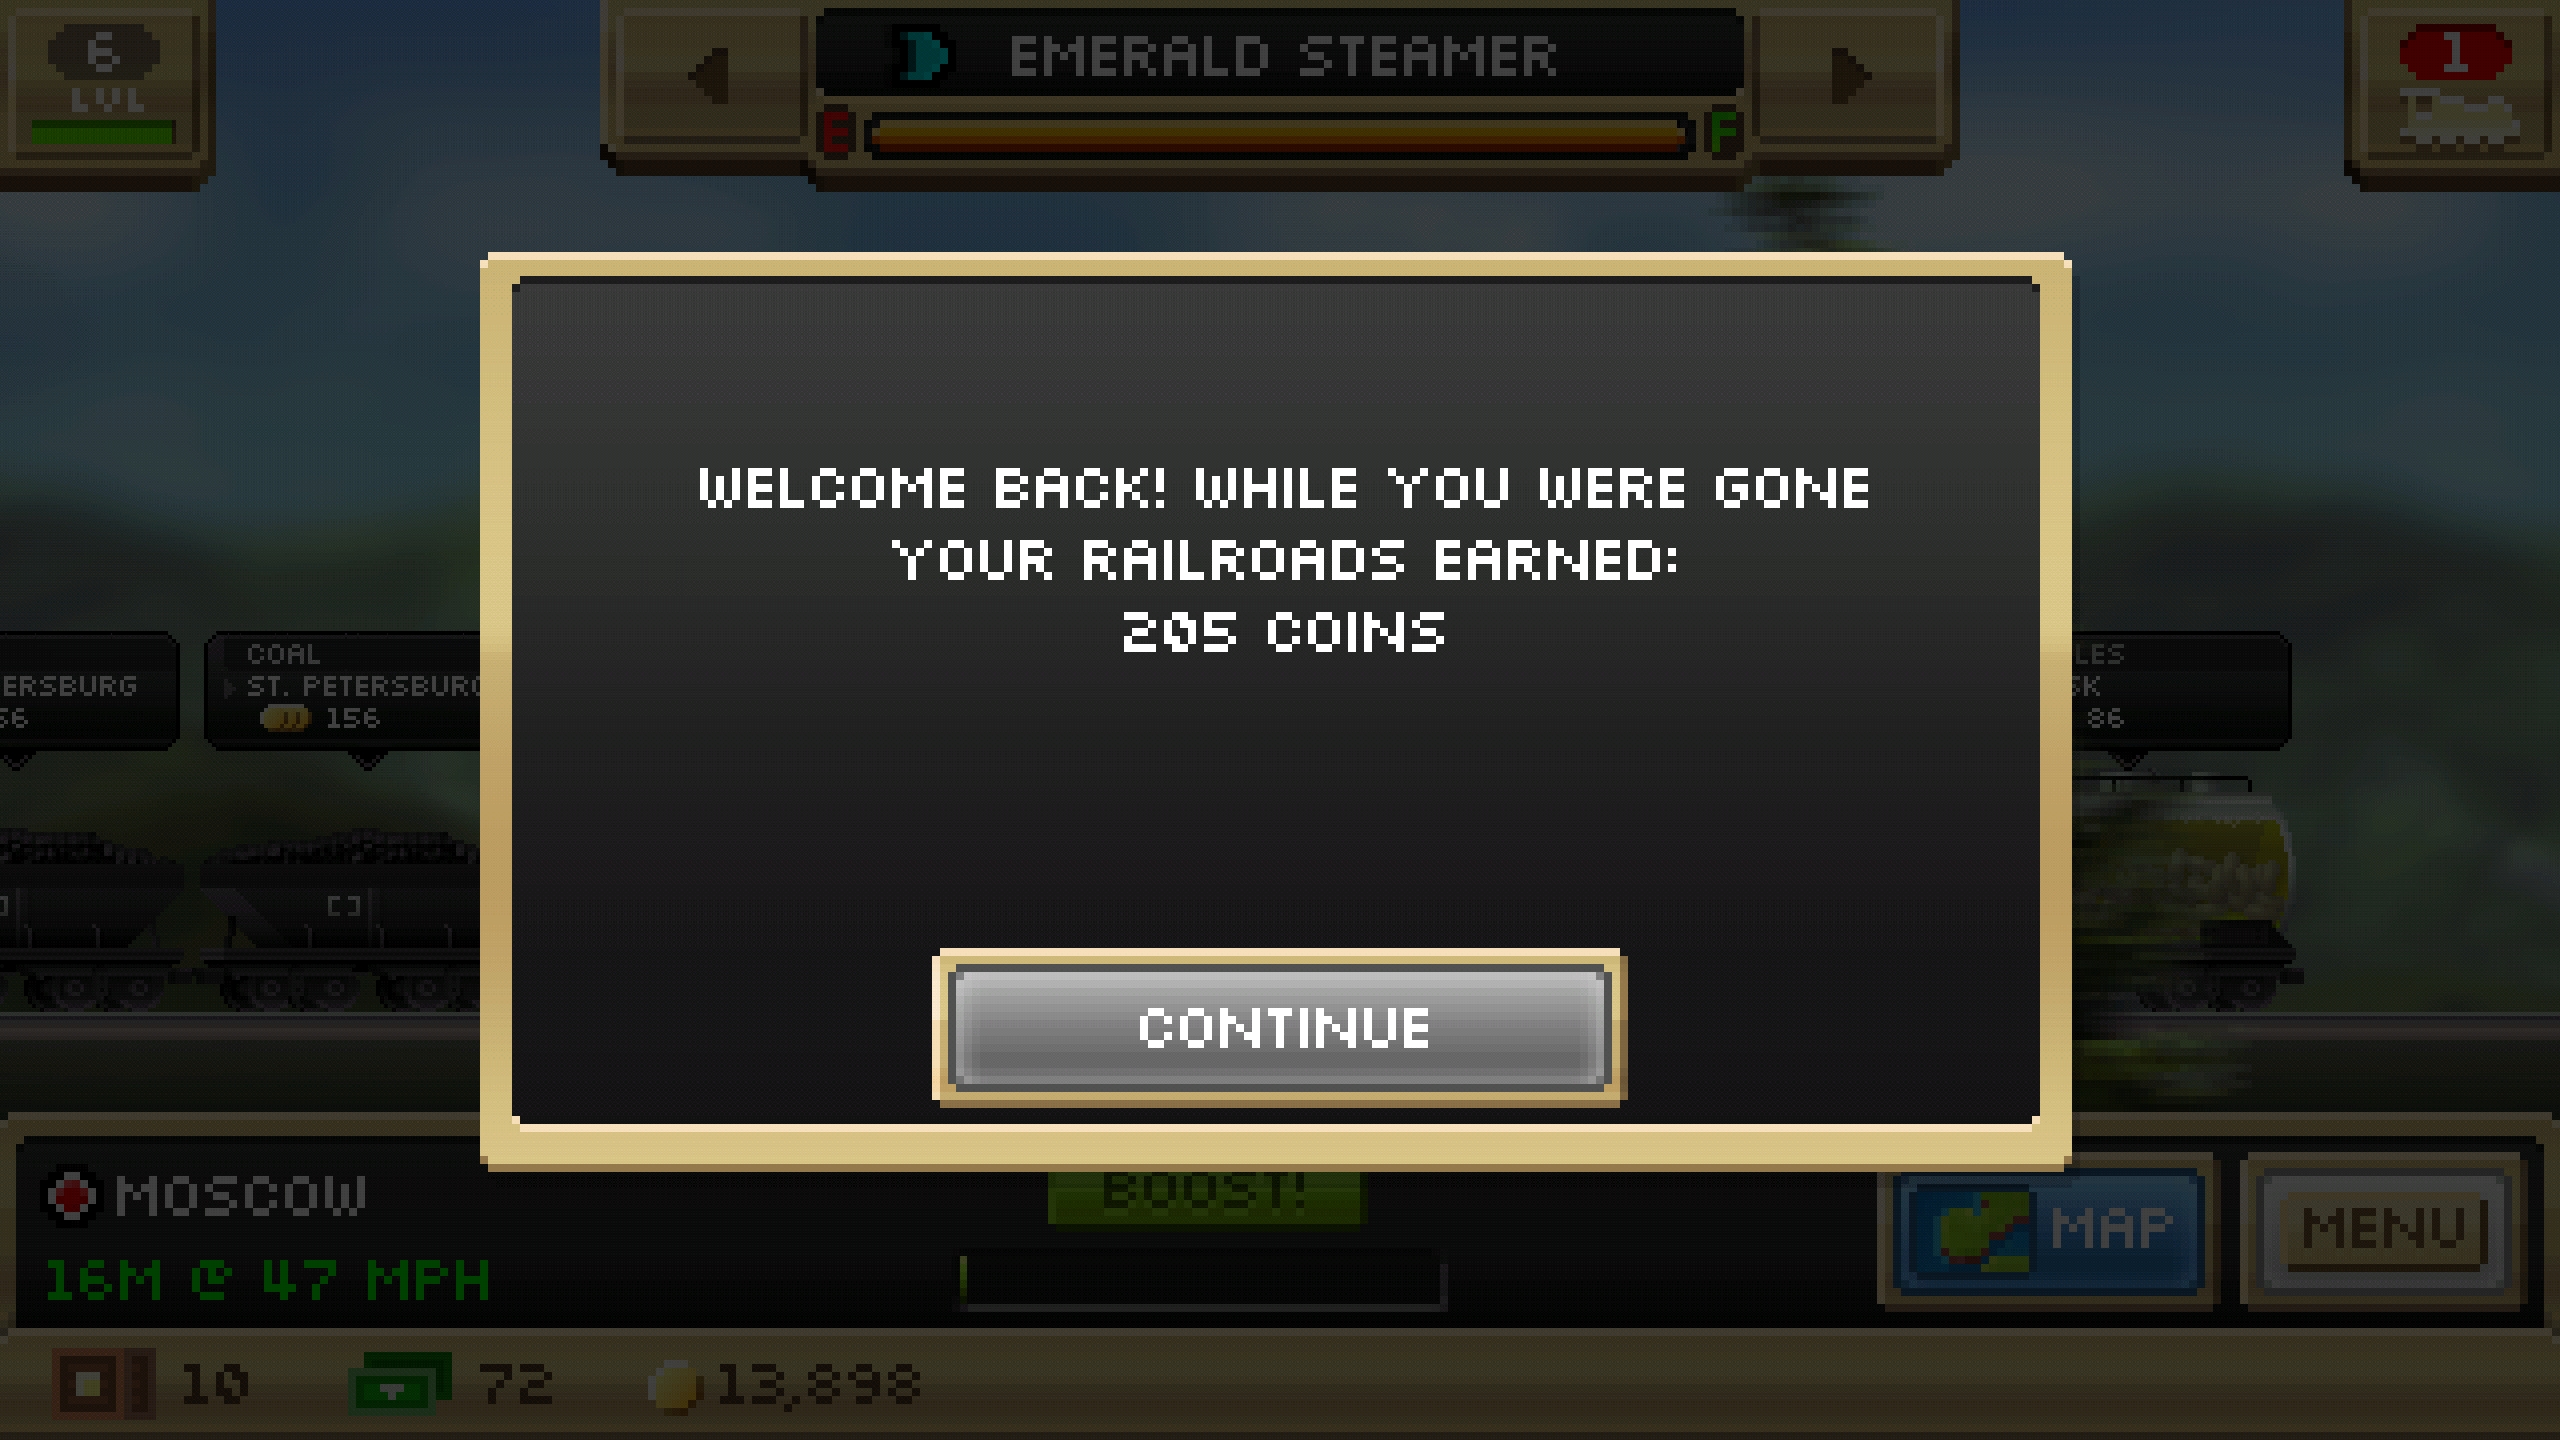 6
LVL
EMERALD STEAMER
E
F
1
WELCOME BACK! WHILE YOU WERE GONE
YOUR RAILROADS EARNED:
205 COINS
COAL
ST. PETERSBURG
156
86
CONTINUE
MOSCOW
16M @ 47 MPH
BOOST!
MAP
MENU
10
72
13,898